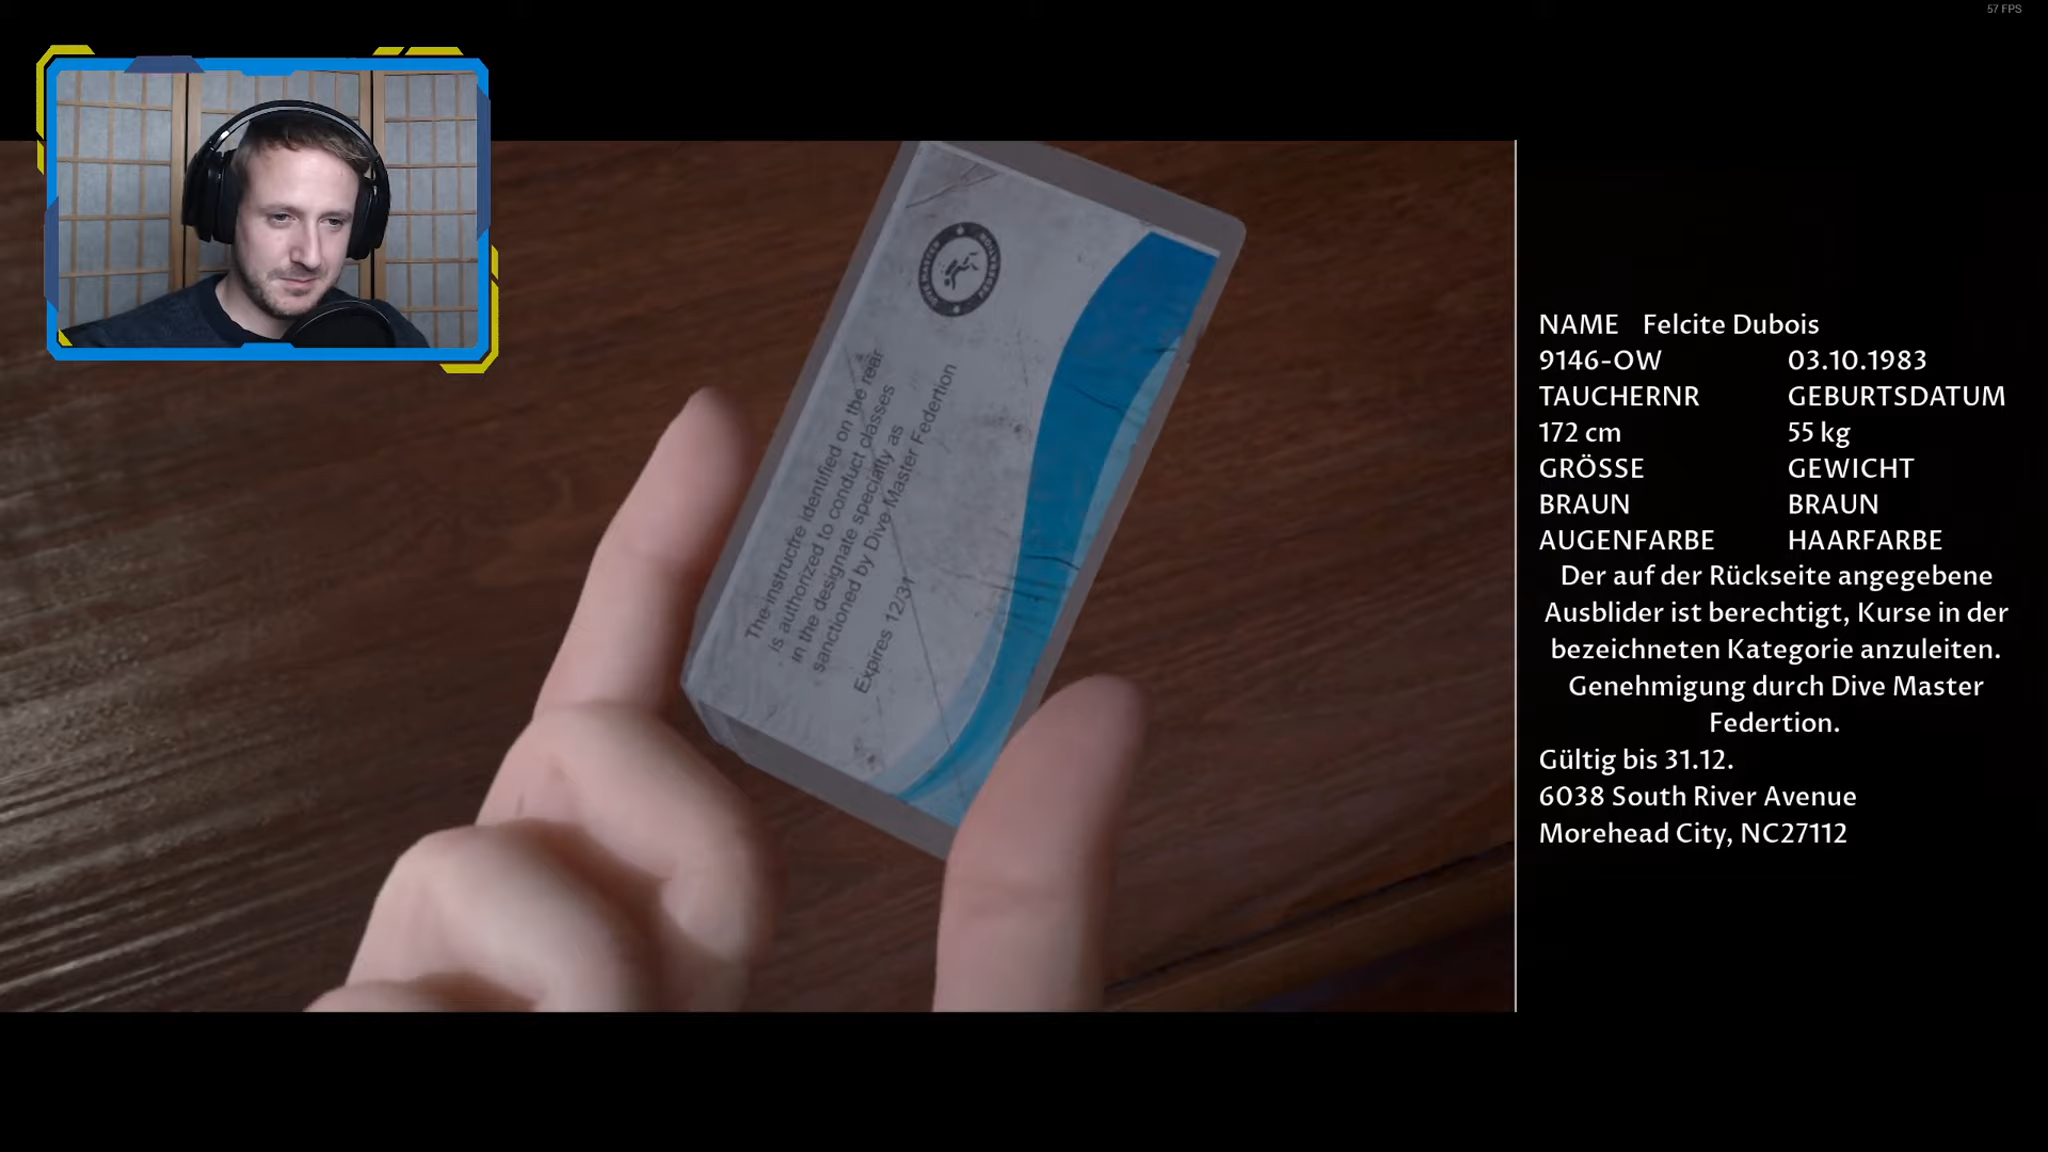 57 FPS
DIVE MASTER
FEDERATION
The instructre identified on the rear
is authorized to conduct classes
in the designate specialty as
sanctioned by Dive Master Federtion
Expires 12/31
NAME Felcite Dubois
9146-OW 03.10.1983
TAUCHERNR GEBURTSDATUM
172 cm 55 kg
GRÖSSE GEWICHT
BRAUN BRAUN
AUGENFARBE HAARFARBE
Der auf der Rückseite angegebene
Ausblider ist berechtigt, Kurse in der
bezeichneten Kategorie anzuleiten.
Genehmigung durch Dive Master
Federtion.
Gültig bis 31.12.
6038 South River Avenue
Morehead City, NC27112